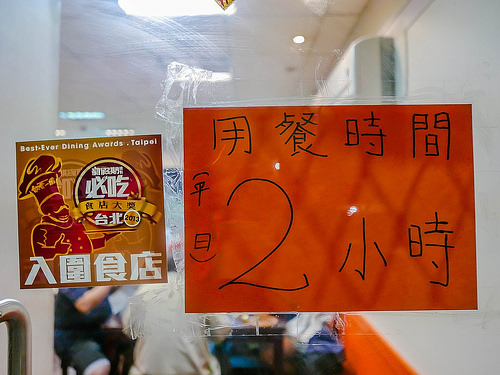 Best-Ever Dining Awards . Taipei
必吃
食店大獎
台北 2013
入圍食店
用餐時間
(平日)
2小時